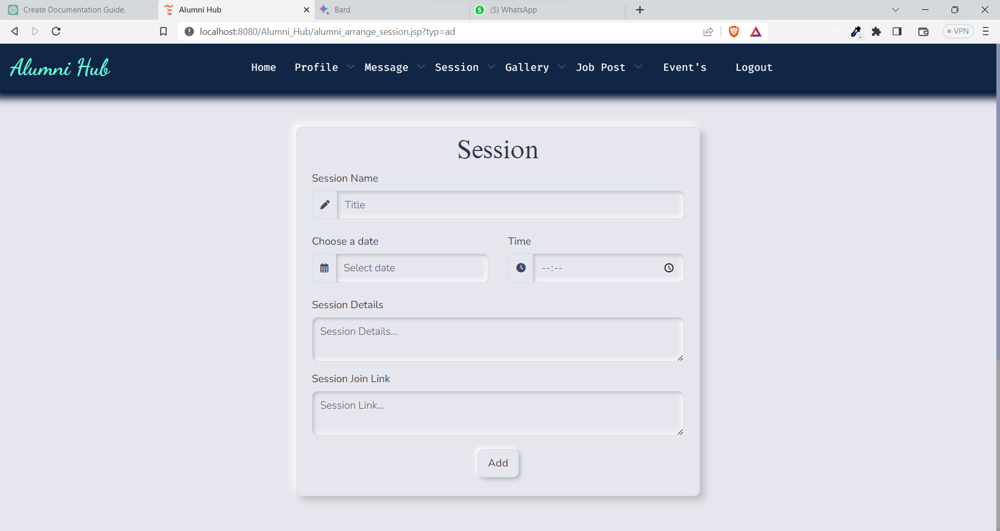 Create Documentation Guide.
Alumni Hub
Bard
5 (5) WhatsApp
localhost:8080/Alumni_Hub/alumni_arrange_session.jsp?typ=ad
VPN
Alumni Hub
Home Profile Message Session Gallery Job Post Event's Logout
Session
Session Name
Title
Choose a date Time
Select date --:--
Session Details
Session Details...
Session Join Link
Session Link...
Add